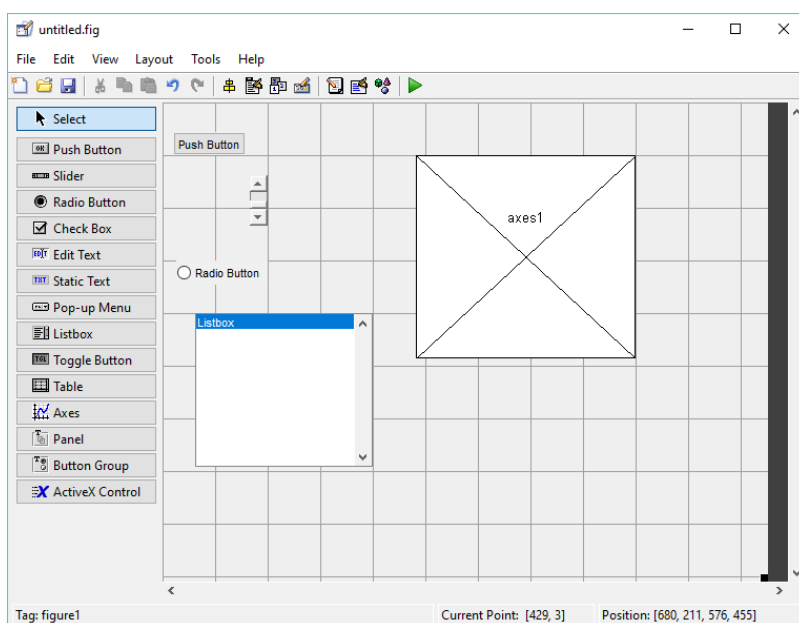 untitled.fig
File Edit View Layout Tools Help
Select
Push Button
Slider
Radio Button
Check Box
Edit Text
Static Text
Pop-up Menu
Listbox
Toggle Button
Table
Axes
Panel
Button Group
ActiveX Control
Push Button
axes1
Radio Button
Listbox
Tag: figure1
Current Point: [429, 3]
Position: [680, 211, 576, 455]